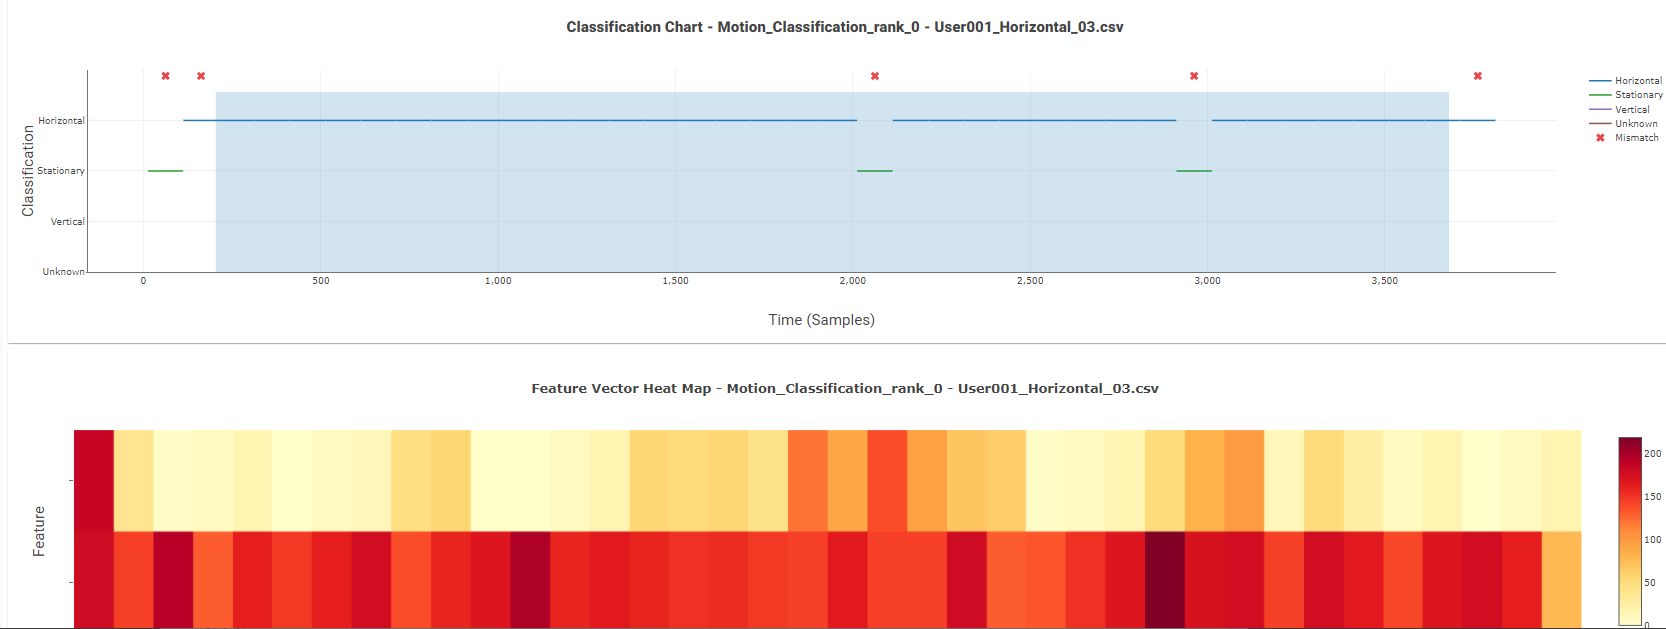 Classification Chart - Motion_Classification_rank_0 - User001_Horizontal_03.csv
Classification
Horizontal
Stationary
Vertical
Unknown
0
500
1,000
1,500
2,000
2,500
3,000
3,500
Time (Samples)
Horizontal
Stationary
Vertical
Unknown
Mismatch
Feature Vector Heat Map - Motion_Classification_rank_0 - User001_Horizontal_03.csv
Feature
200
150
100
50
0